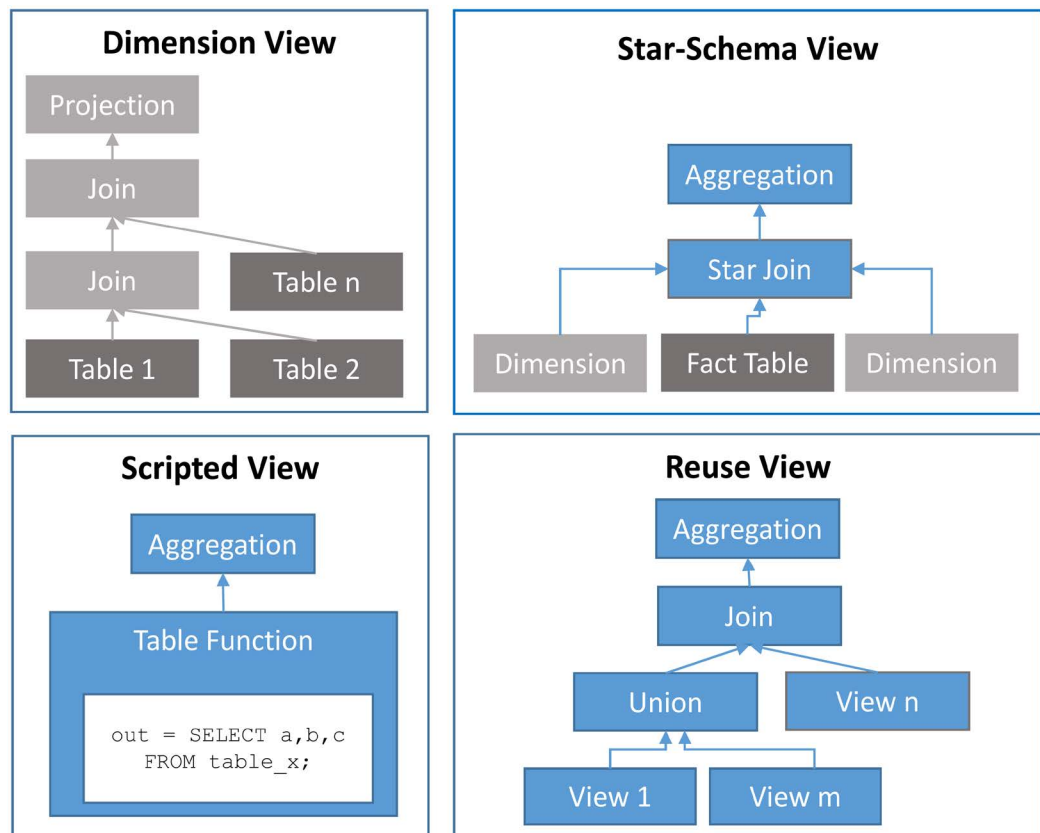 Dimension View
Projection
Join
Join
Table n
Table 1
Table 2
Star-Schema View
Aggregation
Star Join
Dimension
Fact Table
Dimension
Scripted View
Aggregation
Table Function
out = SELECT a,b,c
FROM table_x;
Reuse View
Aggregation
Join
Union
View n
View 1
View m